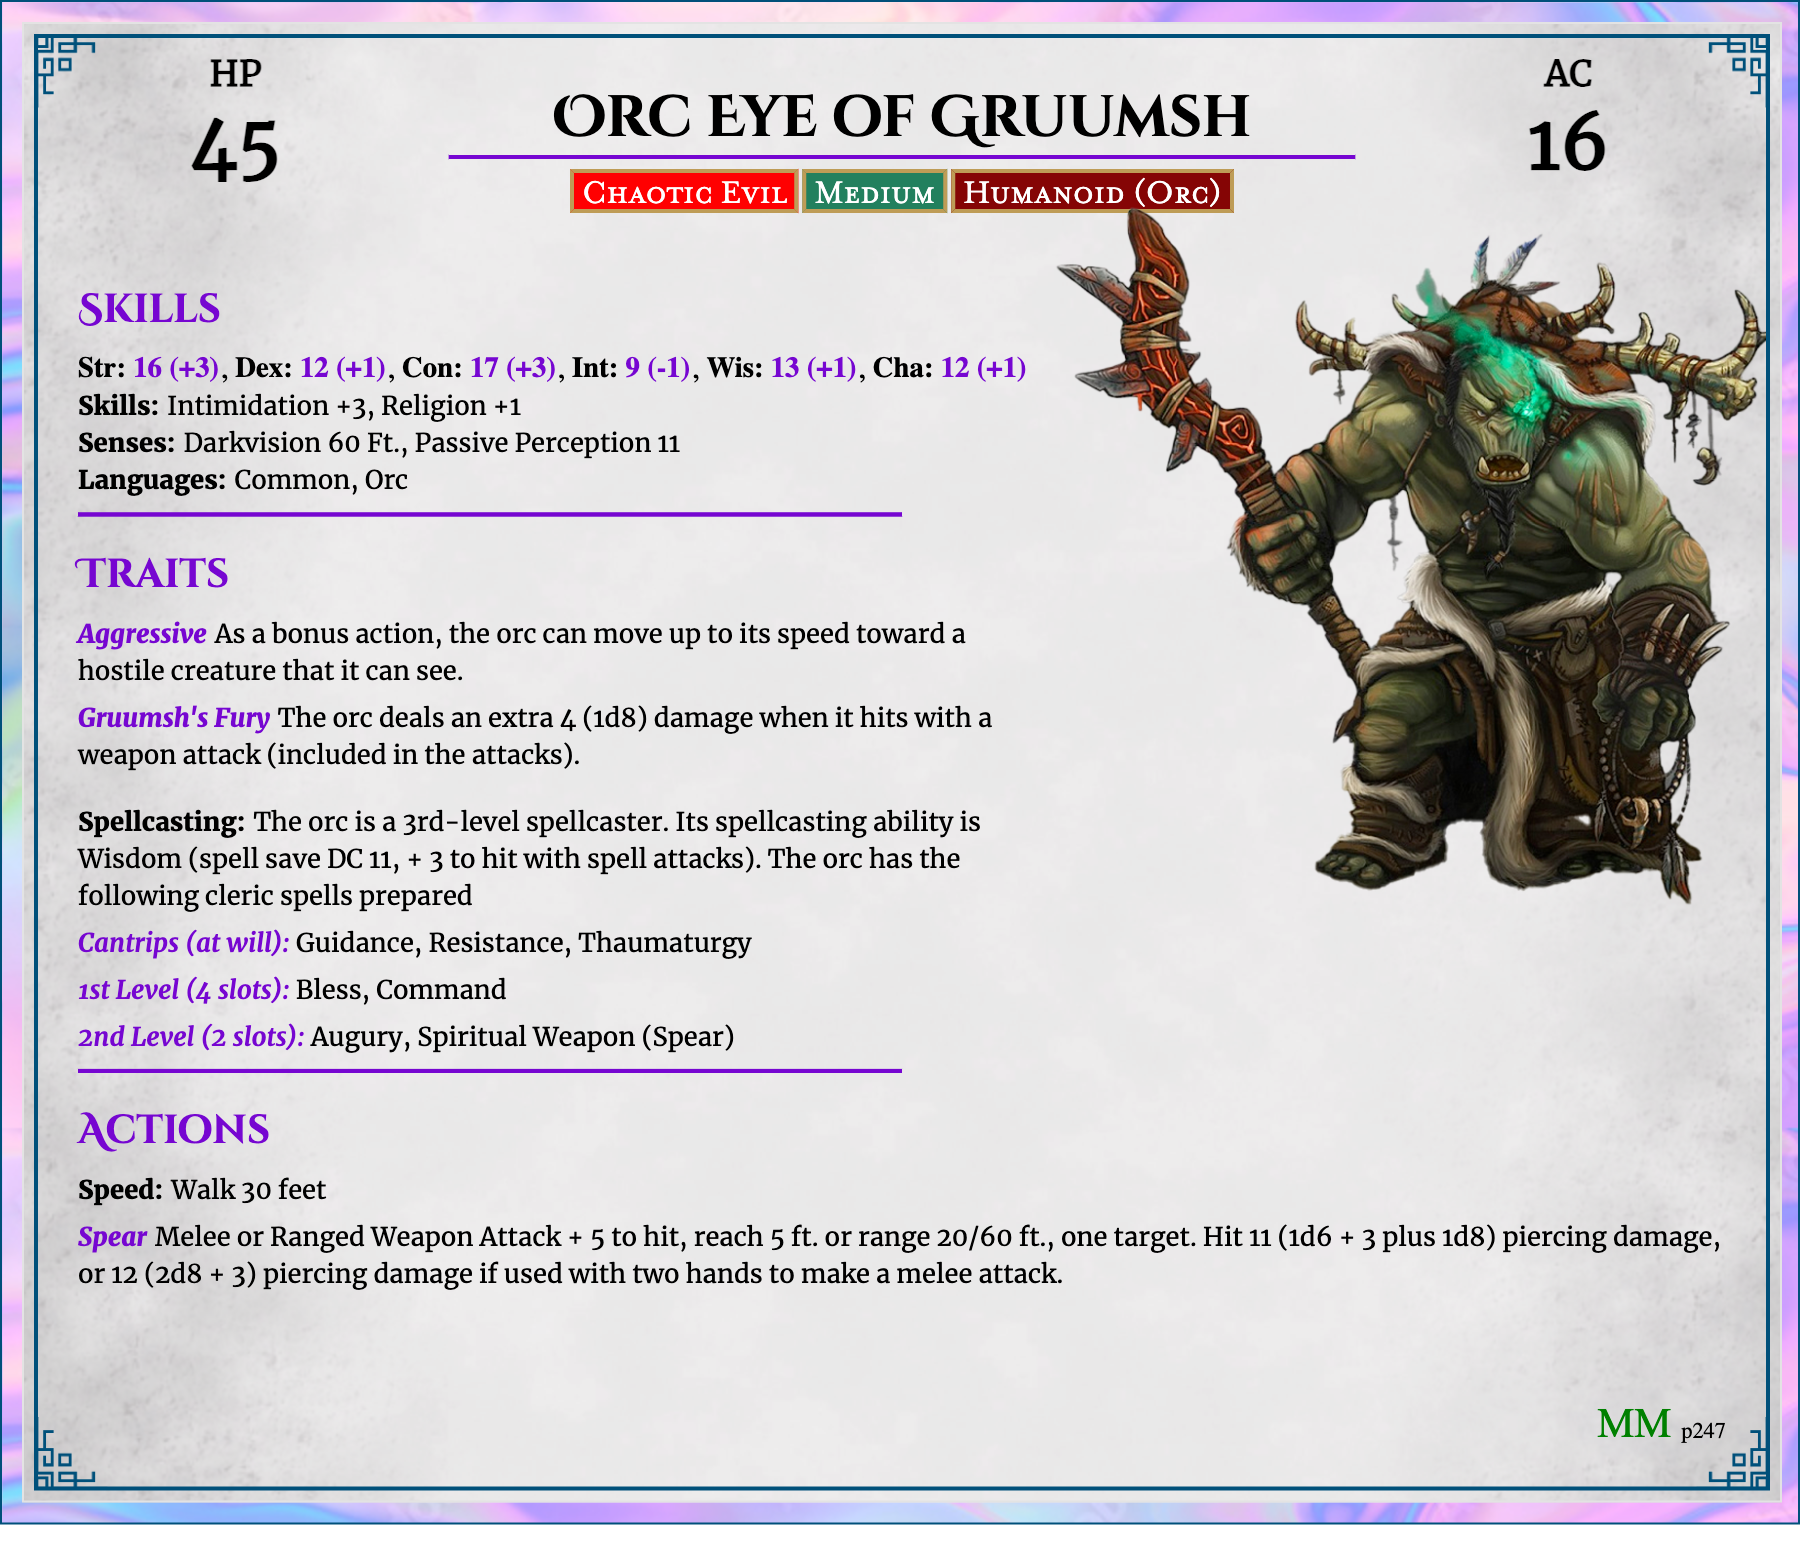 HP
45
Orc Eye of Gruumsh
AC
16
Chaotic Evil Medium Humanoid (Orc)
Skills
Str: 16 (+3), Dex: 12 (+1), Con: 17 (+3), Int: 9 (-1), Wis: 13 (+1), Cha: 12 (+1)
Skills: Intimidation +3, Religion +1
Senses: Darkvision 60 Ft., Passive Perception 11
Languages: Common, Orc
Traits
Aggressive As a bonus action, the orc can move up to its speed toward a
hostile creature that it can see.
Gruumsh's Fury The orc deals an extra 4 (1d8) damage when it hits with a
weapon attack (included in the attacks).
Spellcasting: The orc is a 3rd-level spellcaster. Its spellcasting ability is
Wisdom (spell save DC 11, + 3 to hit with spell attacks). The orc has the
following cleric spells prepared
Cantrips (at will): Guidance, Resistance, Thaumaturgy
1st Level (4 slots): Bless, Command
2nd Level (2 slots): Augury, Spiritual Weapon (Spear)
Actions
Speed: Walk 30 feet
Spear Melee or Ranged Weapon Attack + 5 to hit, reach 5 ft. or range 20/60 ft., one target. Hit 11 (1d6 + 3 plus 1d8) piercing damage,
or 12 (2d8 + 3) piercing damage if used with two hands to make a melee attack.
MM p247